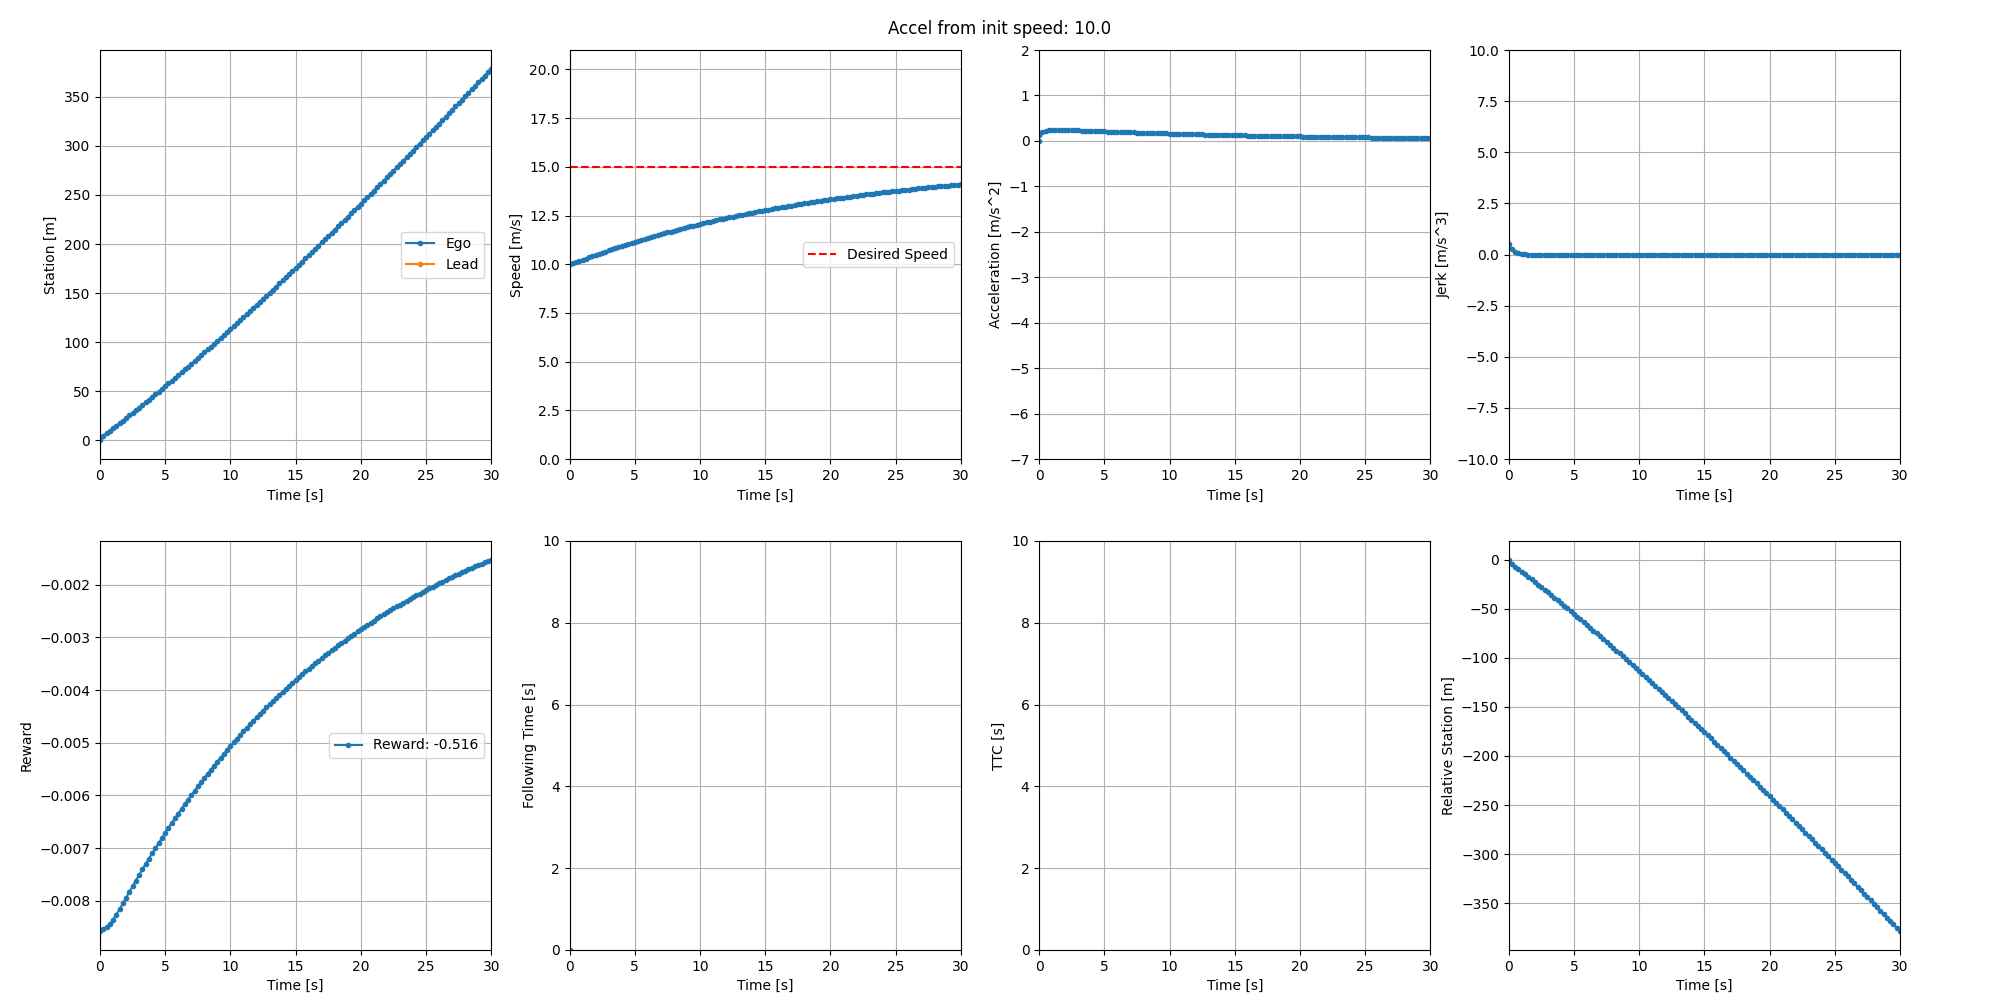 Accel from init speed: 10.0
Station [m]
350
300
250
200
150
100
50
0
Ego
Lead
0 5 10 15 20 25 30
Time [s]
Speed [m/s]
20.0
17.5
15.0
12.5
10.0
7.5
5.0
2.5
0.0
Desired Speed
0 5 10 15 20 25 30
Time [s]
Acceleration [m/s^2]
2
1
0
−1
−2
−3
−4
−5
−6
−7
0 5 10 15 20 25 30
Time [s]
Jerk [m/s^3]
10.0
7.5
5.0
2.5
0.0
−2.5
−5.0
−7.5
−10.0
0 5 10 15 20 25 30
Time [s]
Reward
−0.002
−0.003
−0.004
−0.005
−0.006
−0.007
−0.008
Reward: -0.516
0 5 10 15 20 25 30
Time [s]
Following Time [s]
10
8
6
4
2
0
0 5 10 15 20 25 30
Time [s]
TTC [s]
10
8
6
4
2
0
0 5 10 15 20 25 30
Time [s]
Relative Station [m]
0
−50
−100
−150
−200
−250
−300
−350
0 5 10 15 20 25 30
Time [s]